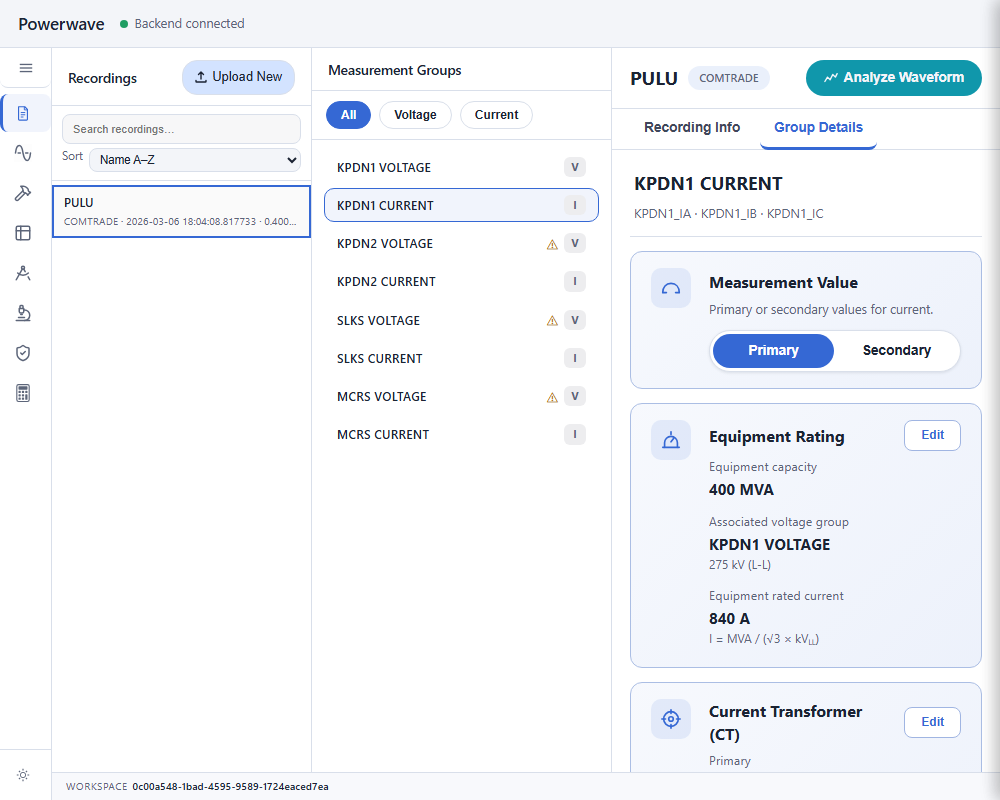 Powerwave
Backend connected
Recordings
Upload New
Search recordings...
Sort
Name A–Z
PULU
COMTRADE · 2026-03-06 18:04:08.817733 · 0.400...
Measurement Groups
All
Voltage
Current
KPDN1 VOLTAGE
V
KPDN1 CURRENT
I
KPDN2 VOLTAGE
V
KPDN2 CURRENT
I
SLKS VOLTAGE
V
SLKS CURRENT
I
MCRS VOLTAGE
V
MCRS CURRENT
I
PULU
COMTRADE
Analyze Waveform
Recording Info
Group Details
KPDN1 CURRENT
KPDN1_IA · KPDN1_IB · KPDN1_IC
Measurement Value
Primary or secondary values for current.
Primary
Secondary
Equipment Rating
Edit
Equipment capacity
400 MVA
Associated voltage group
KPDN1 VOLTAGE
275 kV (L-L)
Equipment rated current
840 A
I = MVA / (√3 × kV_LL)
Current Transformer
(CT)
Edit
Primary
WORKSPACE 0c00a548-1bad-4595-9589-1724eaced7ea